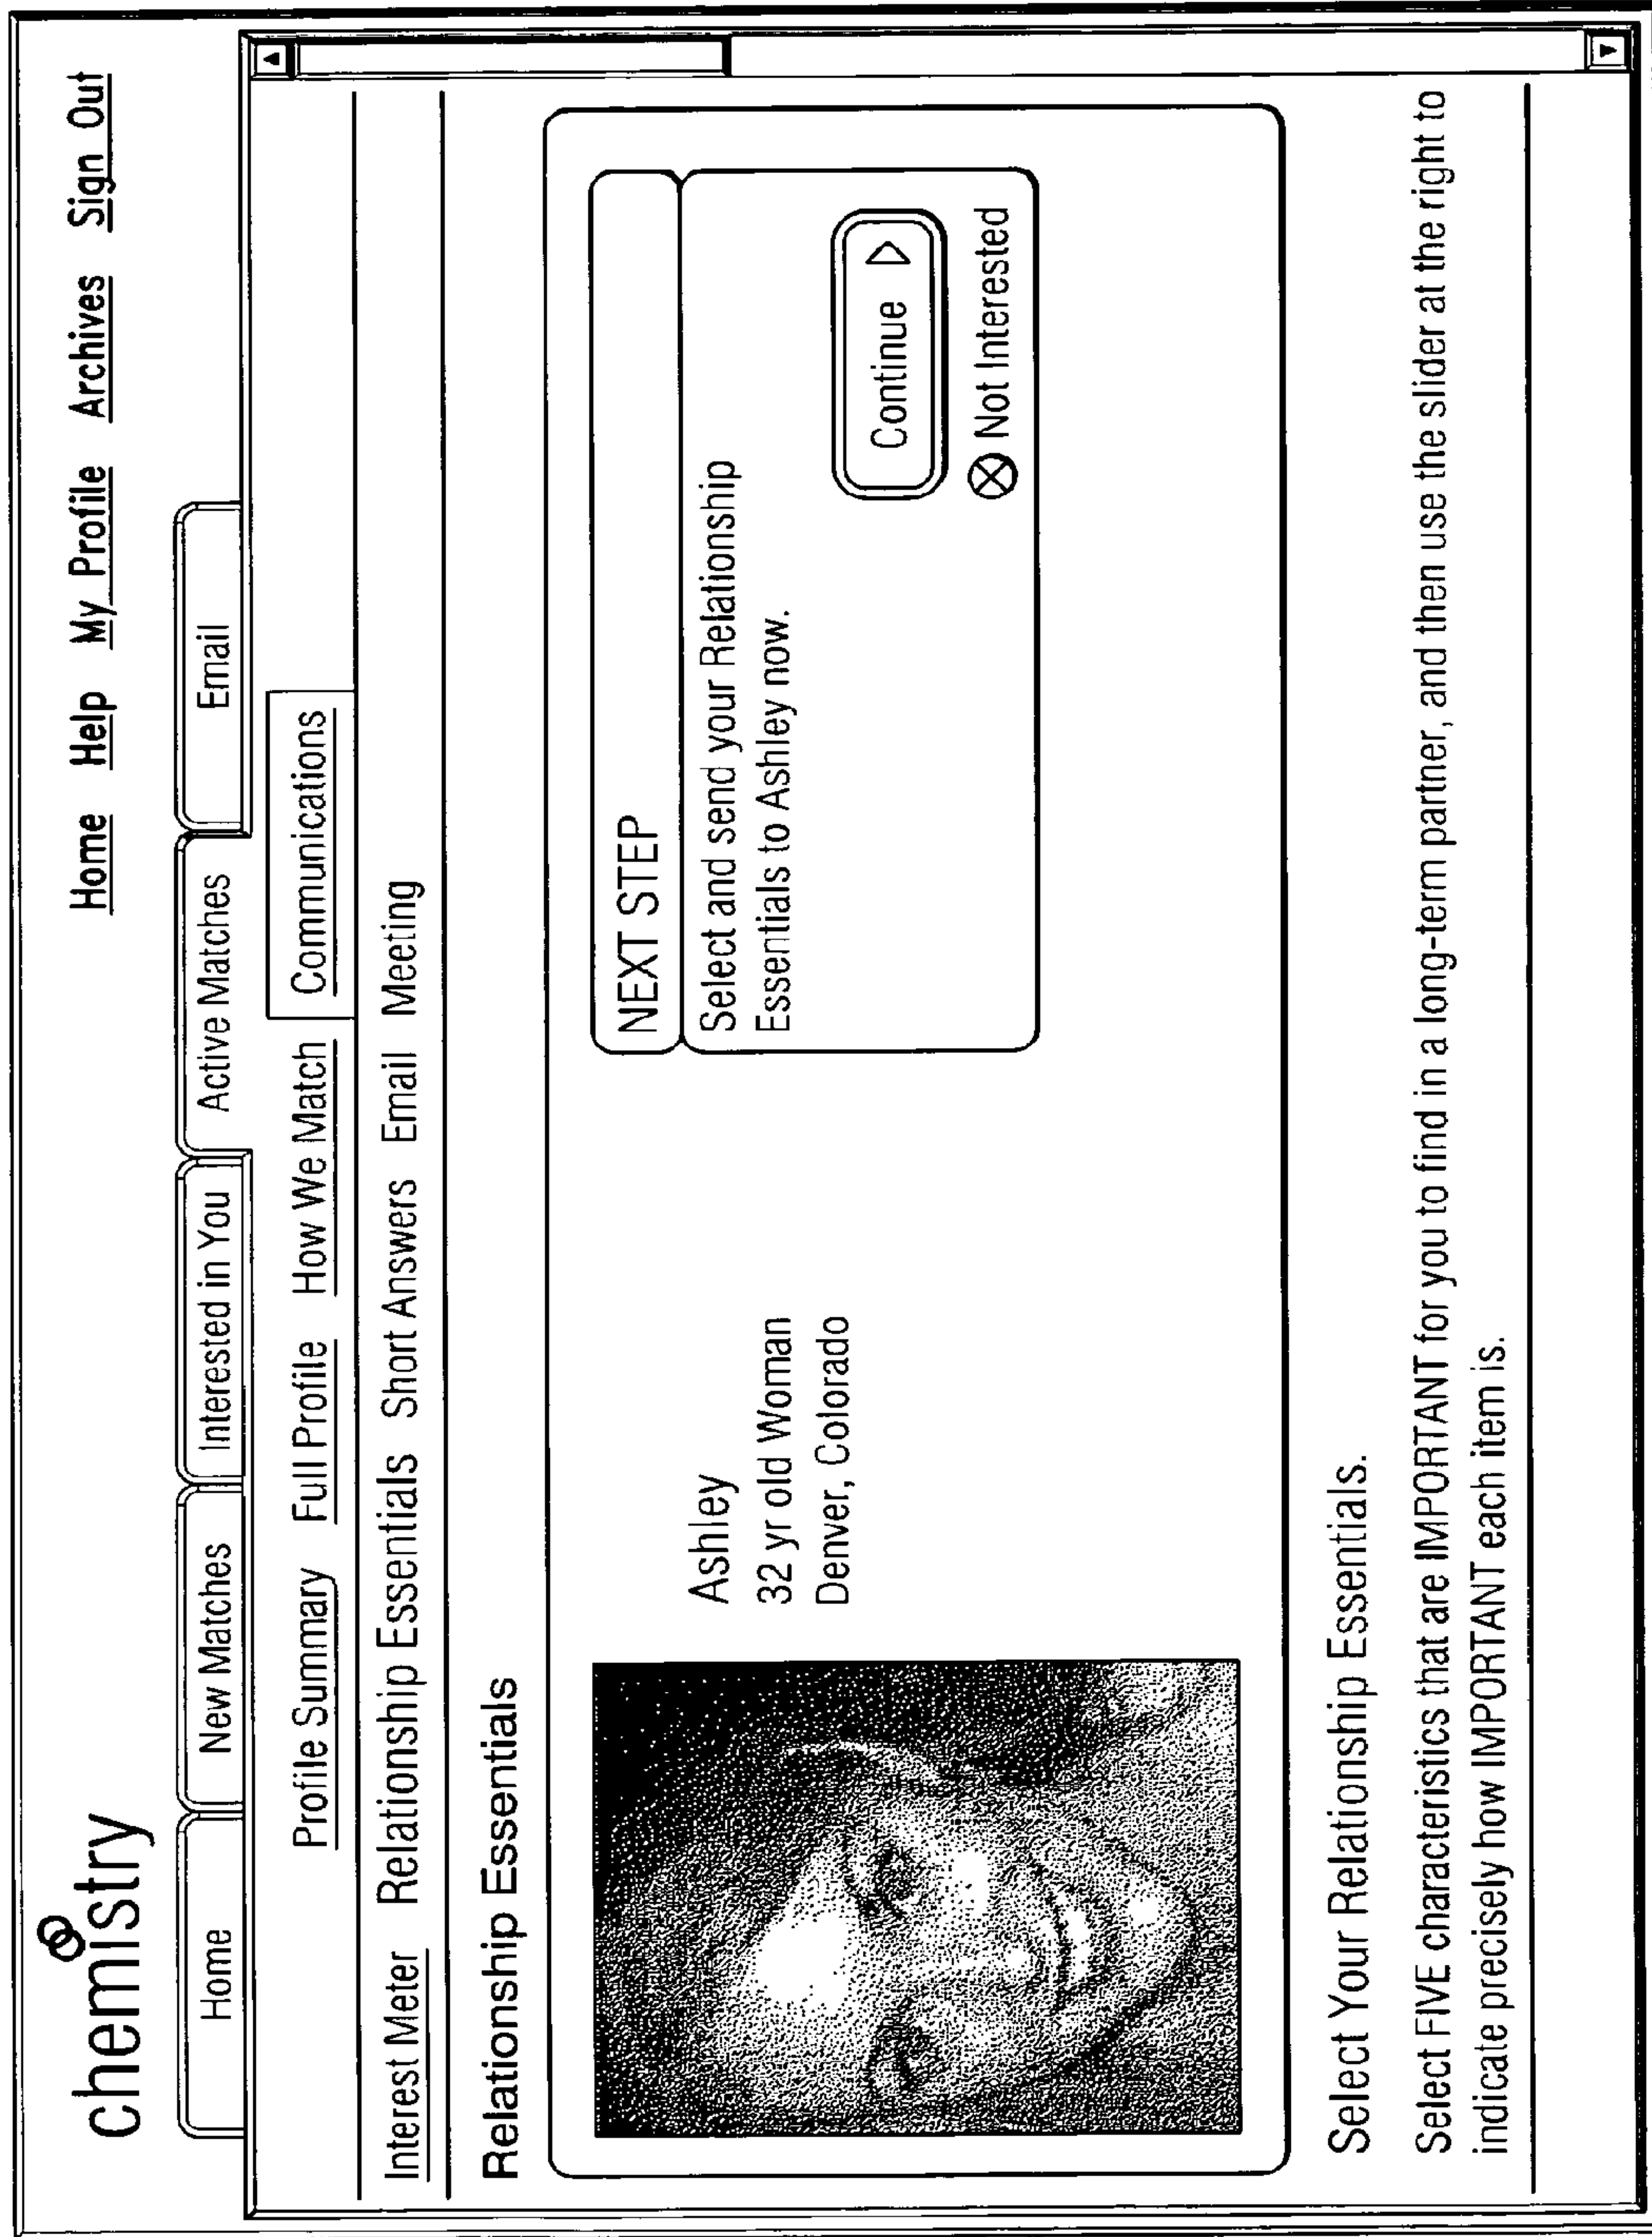 chemistry
Home Help My Profile Archives Sign Out
Home New Matches Interested in You Active Matches Email
Profile Summary Full Profile How We Match Communications
Interest Meter Relationship Essentials Short Answers Email Meeting
Relationship Essentials
Ashley
32 yr old Woman
Denver, Colorado
NEXT STEP
Select and send your Relationship
Essentials to Ashley now.
Continue
Not Interested
Select Your Relationship Essentials.
Select FIVE characteristics that are IMPORTANT for you to find in a long-term partner, and then use the slider at the right to
indicate precisely how IMPORTANT each item is.